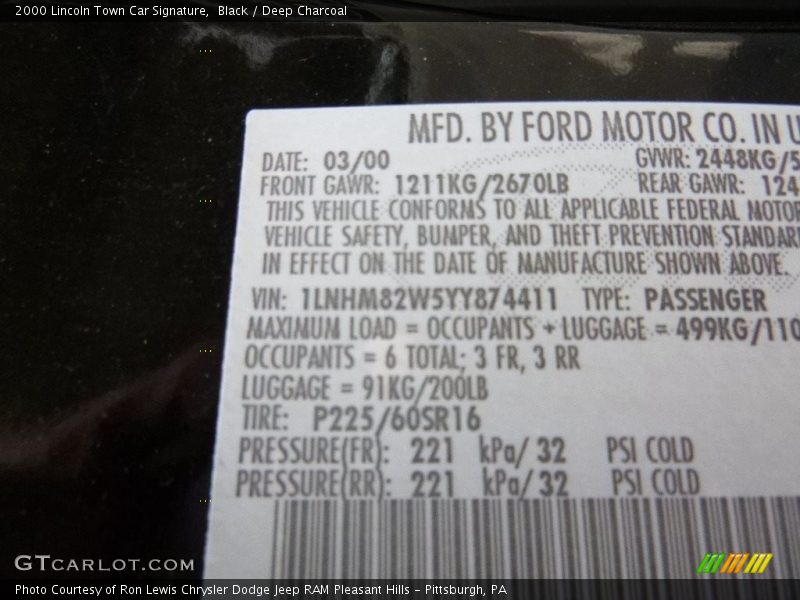 2000 Lincoln Town Car Signature,  Black / Deep Charcoal
MFD. BY FORD MOTOR CO. IN U
DATE: 03/00 GVWR: 2448KG/5
FRONT GAWR: 1211KG/2670LB REAR GAWR: 124
THIS VEHICLE CONFORMS TO ALL APPLICABLE FEDERAL MOTOR
VEHICLE SAFETY, BUMPER, AND THEFT PREVENTION STANDAR
IN EFFECT ON THE DATE OF MANUFACTURE SHOWN ABOVE.
VIN: 1LNHM82W5YY874411 TYPE: PASSENGER
MAXIMUM LOAD = OCCUPANTS + LUGGAGE = 499KG/110
OCCUPANTS = 6 TOTAL; 3 FR, 3 RR
LUGGAGE = 91KG/200LB
TIRE: P225/60SR16
PRESSURE(FR): 221 kPa/ 32 PSI COLD
PRESSURE(RR): 221 kPa/ 32 PSI COLD
GTCARLOT.COM
Photo Courtesy of Ron Lewis Chrysler Dodge Jeep RAM Pleasant Hills – Pittsburgh, PA